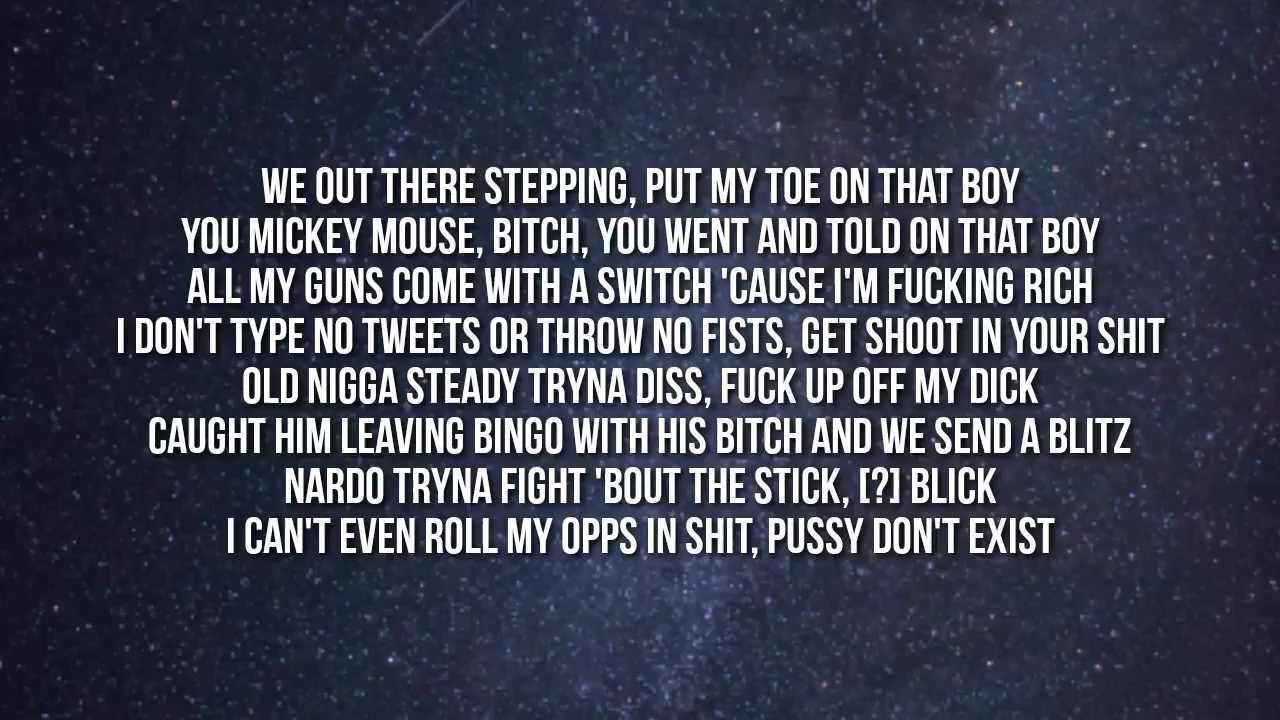 WE OUT THERE STEPPING, PUT MY TOE ON THAT BOY
YOU MICKEY MOUSE, BITCH, YOU WENT AND TOLD ON THAT BOY
ALL MY GUNS COME WITH A SWITCH 'CAUSE I'M FUCKING RICH
I DON'T TYPE NO TWEETS OR THROW NO FISTS, GET SHOOT IN YOUR SHIT
OLD NIGGA STEADY TRYNA DISS, FUCK UP OFF MY DICK
CAUGHT HIM LEAVING BINGO WITH HIS BITCH AND WE SEND A BLITZ
NARDO TRYNA FIGHT 'BOUT THE STICK, [?] BLICK
I CAN'T EVEN ROLL MY OPPS IN SHIT, PUSSY DON'T EXIST